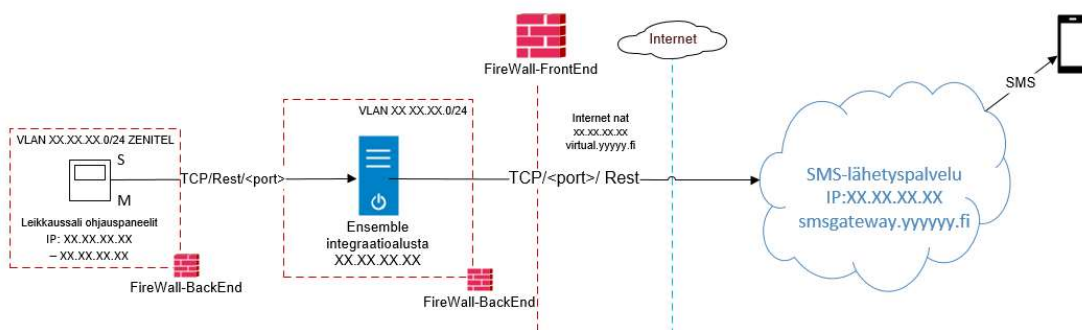 VLAN XX.XX.XX.0/24 ZENITEL
S
M
Leikkaussali ohjauspaneelit
IP: XX.XX.XX.XX
– XX.XX.XX.XX
FireWall-BackEnd
TCP/Rest/<port>
VLAN XX XX.XX.0/24
Ensemble
integraatioalusta
XX.XX.XX.XX
FireWall-BackEnd
FireWall-FrontEnd
Internet
Internet nat
xx.xx.xx.xx
virtual.yyyyy.fi
TCP/<port>/ Rest
SMS-lähetyspalvelu
IP:XX.XX.XX.XX
smsgateway.yyyyyy.fi
SMS